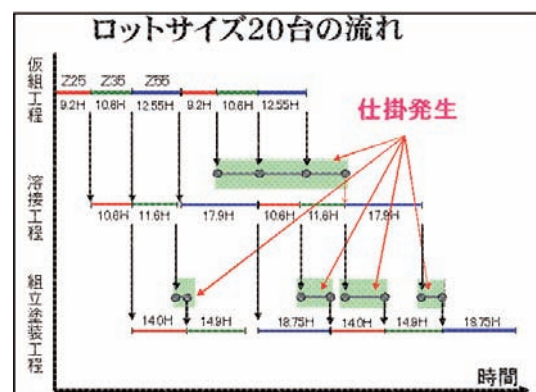 ロットサイズ20台の流れ
仮組工程
Z25 Z35 Z55
9.2H 10.6H 12.55H 9.2H 10.6H 12.55H
仕掛発生
溶接工程
10.6H 11.6H 17.9H 10.6H 11.6H 17.9H
組立塗装工程
14.0H 14.9H 18.75H 14.0H 14.9H 18.75H
時間